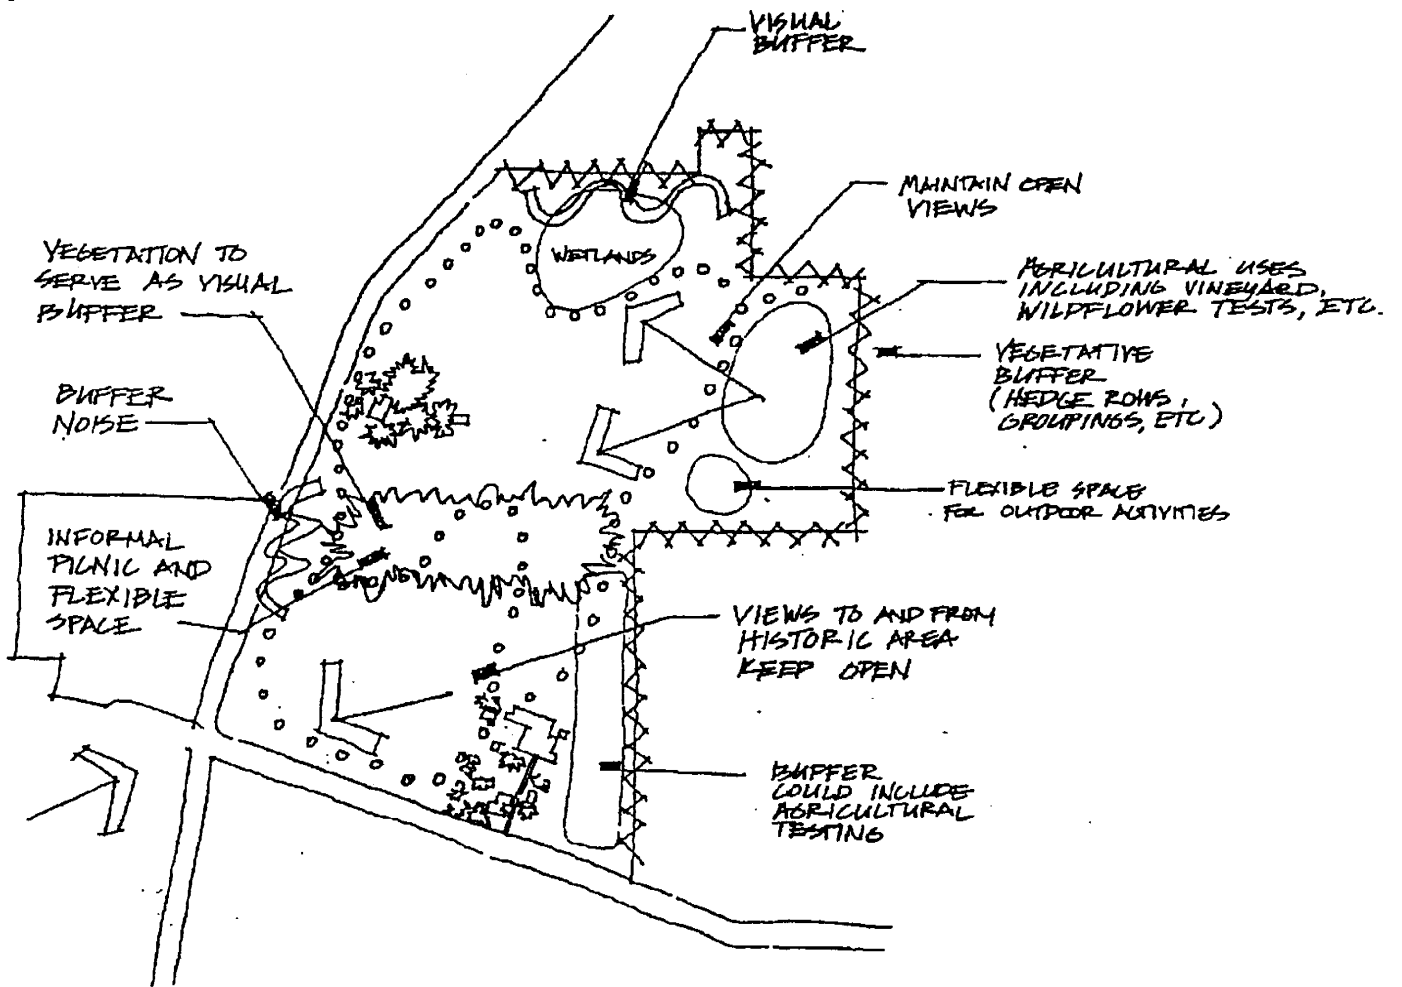 VISUAL
BUFFER
MAINTAIN OPEN
VIEWS
WETLANDS
VEGETATION TO
SERVE AS VISUAL
BUFFER
AGRICULTURAL USES
INCLUDING VINEYARD,
WILDFLOWER TESTS, ETC.
VEGETATIVE
BUFFER
(HEDGE ROWS,
GROUPINGS, ETC)
BUFFER
NOISE
FLEXIBLE SPACE
FOR OUTDOOR ACTIVITIES
INFORMAL
PICNIC AND
FLEXIBLE
SPACE
VIEWS TO AND FROM
HISTORIC AREA
KEEP OPEN
BUFFER
COULD INCLUDE
AGRICULTURAL
TESTING